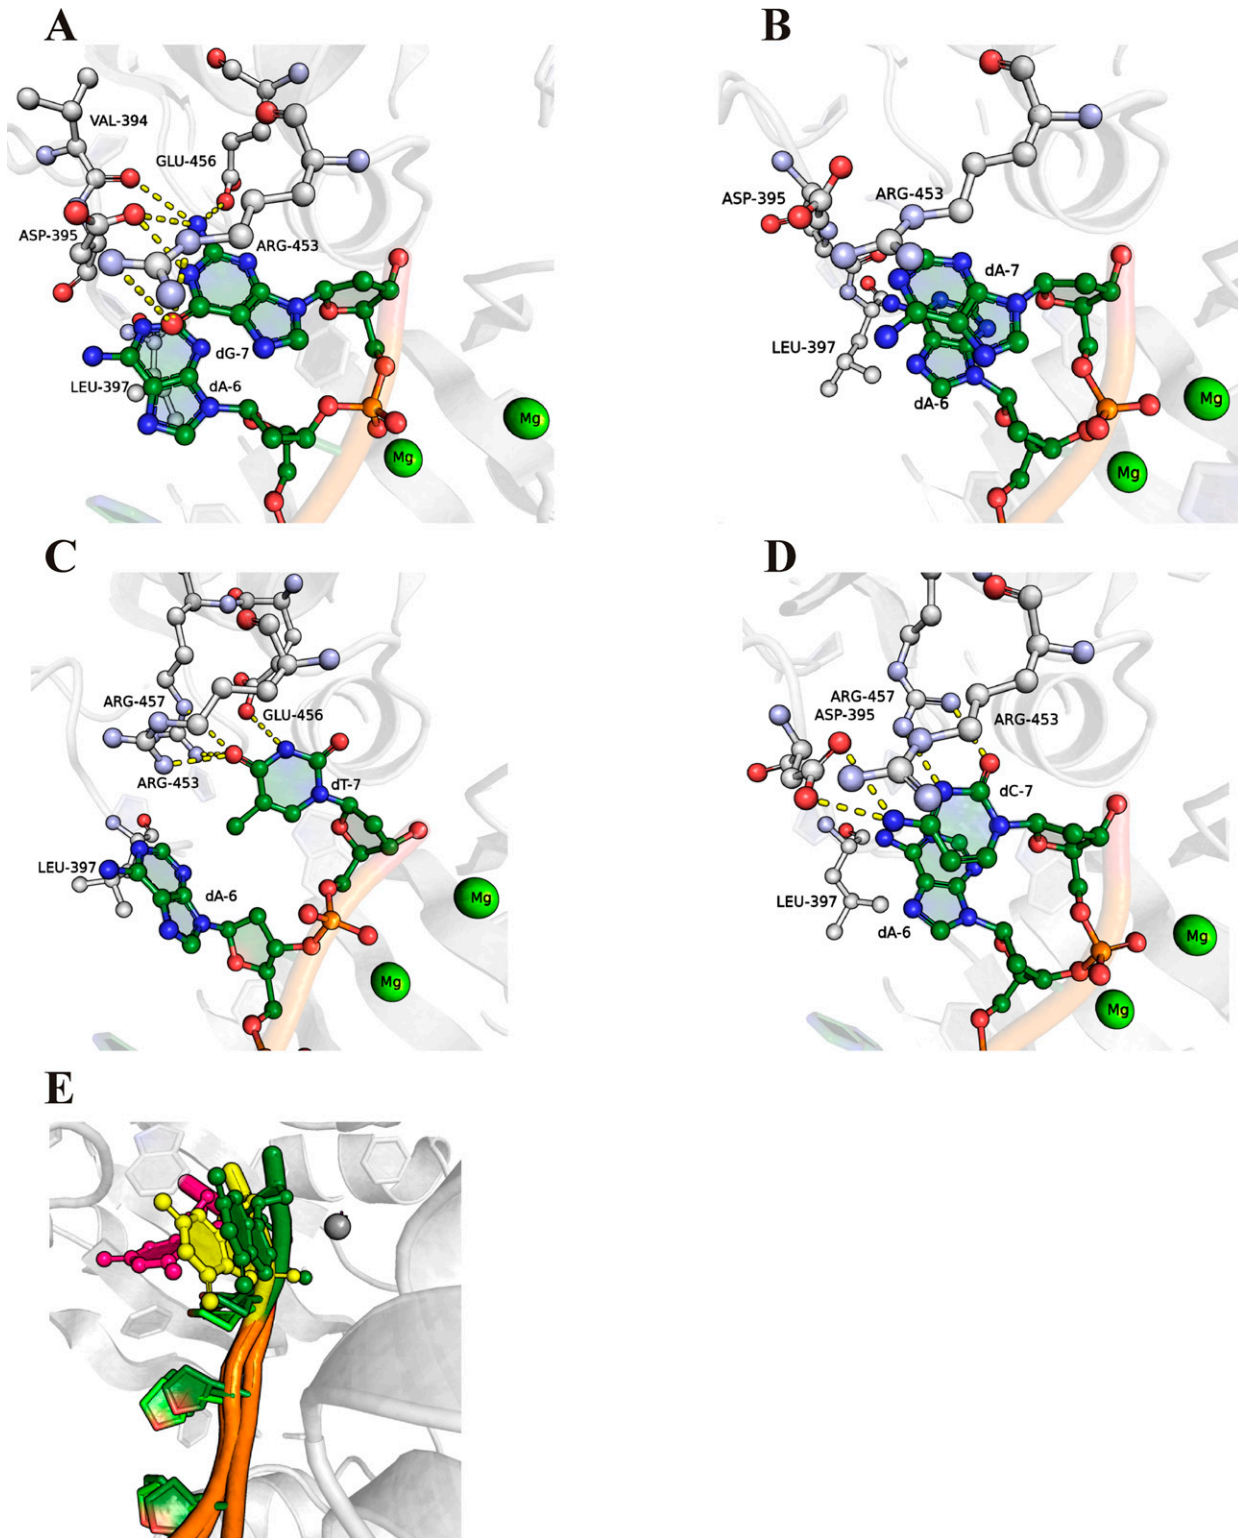 A
VAL-394
GLU-456
ASP-395
ARG-453
dG-7
LEU-397
dA-6
Mg
Mg
B
ASP-395
ARG-453
dA-7
LEU-397
dA-6
Mg
Mg
C
ARG-457
GLU-456
ARG-453
dT-7
LEU-397
dA-6
Mg
Mg
D
ARG-457
ASP-395
ARG-453
dC-7
LEU-397
dA-6
Mg
Mg
E